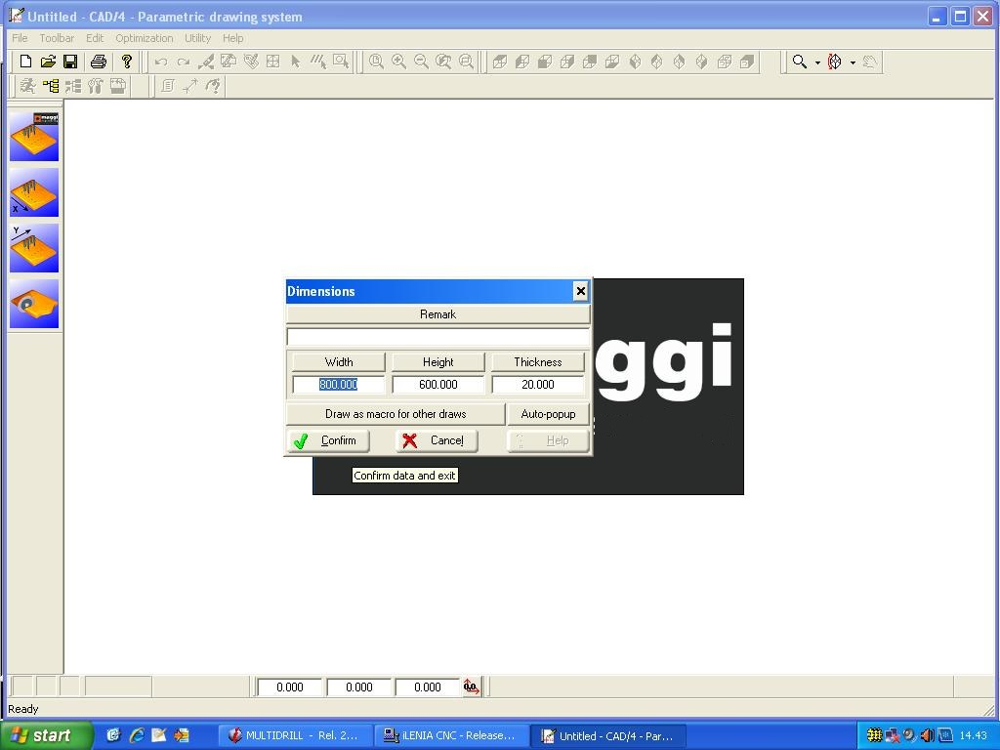 Untitled - CAD/4 - Parametric drawing system
File Toolbar Edit Optimization Utility Help
maggi
X
Y
Dimensions
Remark
Width Height Thickness
800.000 600.000 20.000
Draw as macro for other draws Auto-popup
Confirm Cancel Help
Confirm data and exit
ggi
0.000 0.000 0.000
Ready
start MULTIDRILL - Rel. 2... iLENIA CNC - Release... Untitled - CAD/4 - Par... 14.43